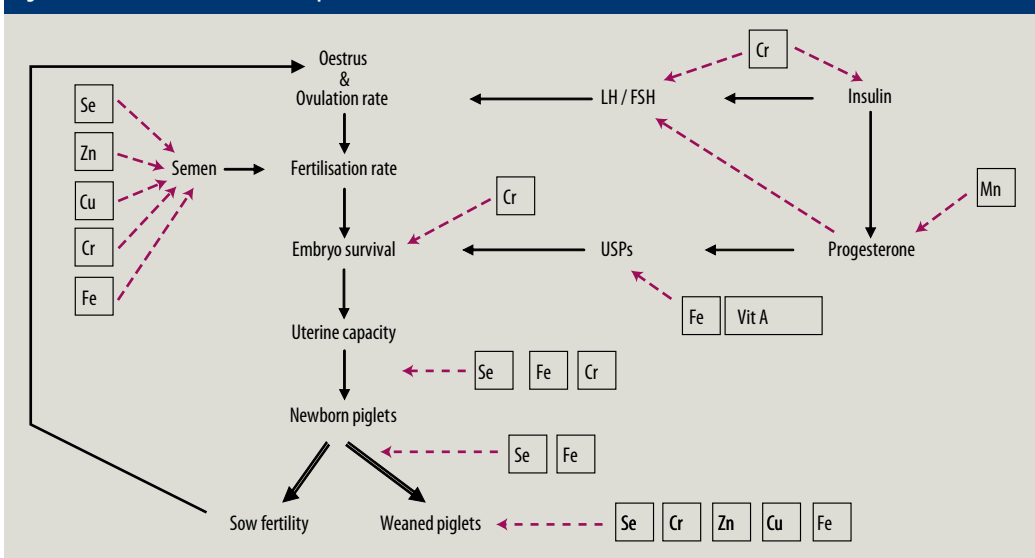 Oestrus
&
Ovulation rate
LH / FSH
Cr
Insulin
Se
Zn
Cu
Cr
Fe
Semen
Fertilisation rate
Cr
Mn
Embryo survival
USPs
Progesterone
Fe
Vit A
Uterine capacity
Se Fe Cr
Newborn piglets
Se Fe
Sow fertility
Weaned piglets
Se Cr Zn Cu Fe